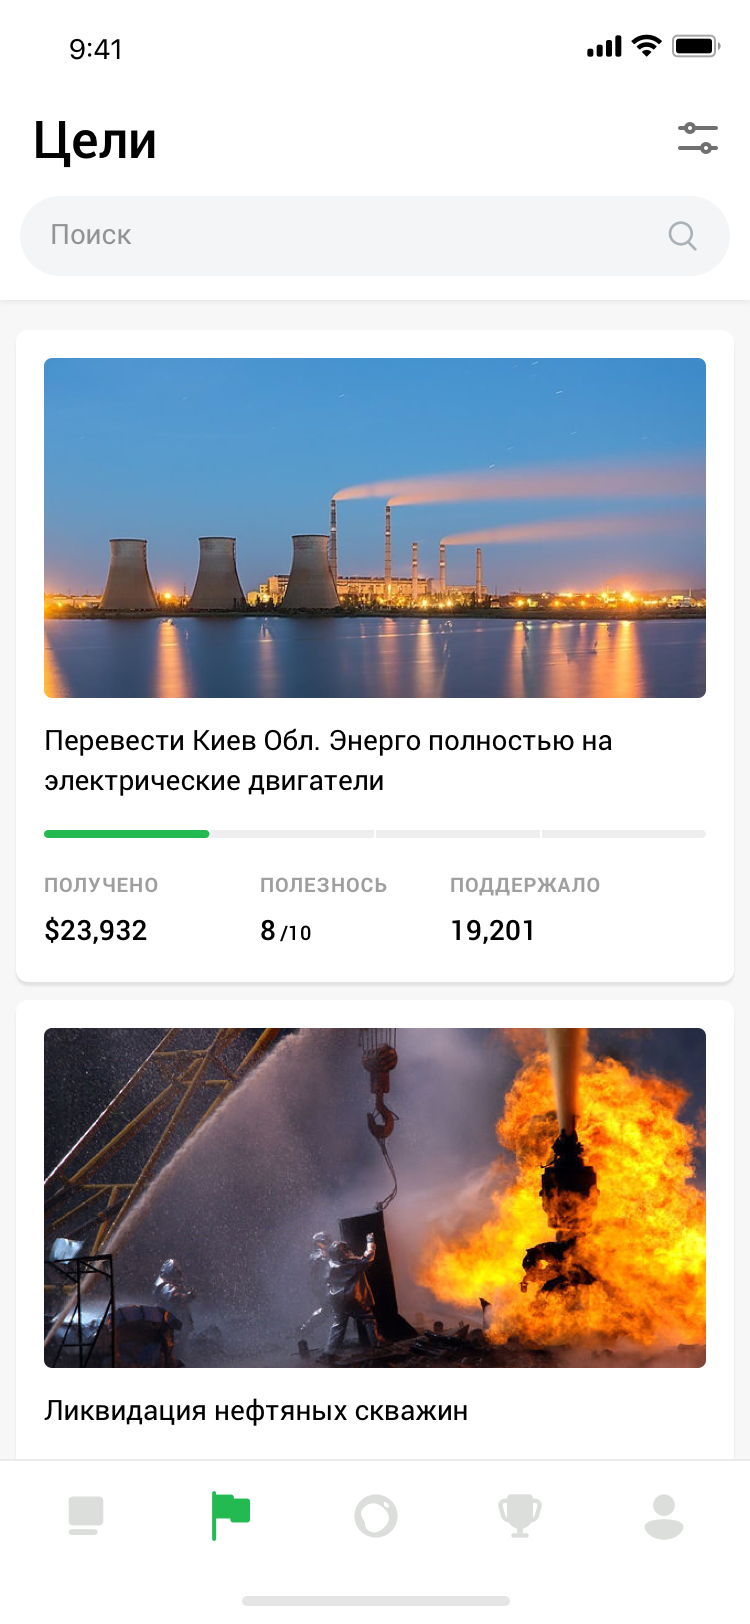 9:41
Цели
Поиск
Перевести Киев Обл. Энерго полностью на
электрические двигатели
ПОЛУЧЕНО ПОЛЕЗНОСЬ ПОДДЕРЖАЛО
$23,932 8 /10 19,201
Ликвидация нефтяных скважин